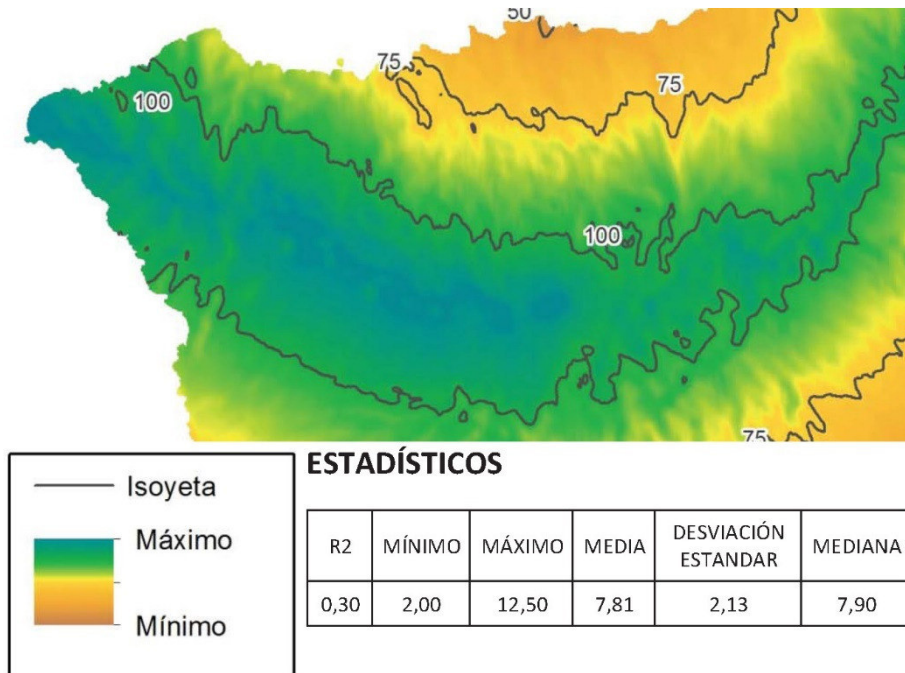 50
75
75
100
100
75
Isoyeta
Máximo
Mínimo
ESTADÍSTICOS
R2 MÍNIMO MÁXIMO MEDIA DESVIACIÓN ESTANDAR MEDIANA
0,30 2,00 12,50 7,81 2,13 7,90